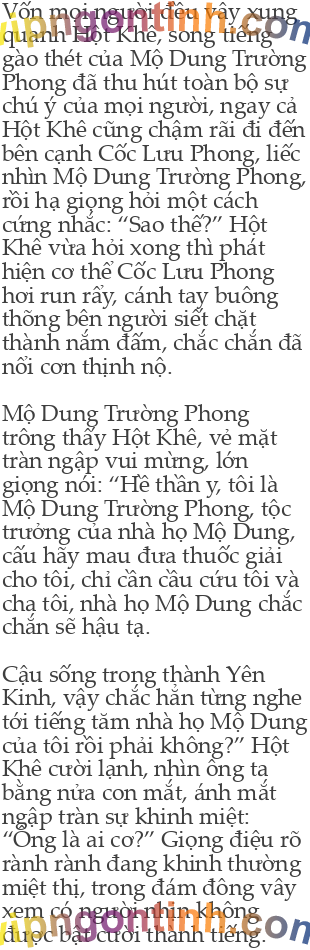 Vốn mọi người đều vây xung
quanh Hột Khê, song tiếng
gào thét của Mộ Dung Trường
Phong đã thu hút toàn bộ sự
chú ý của mọi người, ngay cả
Hột Khê cũng chậm rãi đi đến
bên cạnh Cốc Lưu Phong, liếc
nhìn Mộ Dung Trường Phong,
rồi hạ giọng hỏi một cách
cứng nhắc: “Sao thế?” Hột
Khê vừa hỏi xong thì phát
hiện cơ thể Cốc Lưu Phong
hơi run rẩy, cánh tay buông
thõng bên người siết chặt
thành nắm đấm, chắc chắn đã
nổi cơn thịnh nộ.
Mộ Dung Trường Phong
trông thấy Hột Khê, vẻ mặt
tràn ngập vui mừng, lớn
giọng nói: “Hề thần y, tôi là
Mộ Dung Trường Phong, tộc
trưởng của nhà họ Mộ Dung,
cấu hãy mau đưa thuốc giải
cho tôi, chỉ cần cầu cứu tôi và
cha tôi, nhà họ Mộ Dung chắc
chắn sẽ hậu tạ.
Cậu sống trong thành Yên
Kinh, vậy chắc hẳn từng nghe
tới tiếng tăm nhà họ Mộ Dung
của tôi rồi phải không?” Hột
Khê cười lạnh, nhìn ông ta
bằng nửa con mắt, ánh mắt
ngập tràn sự khinh miệt:
“Ông là ai cơ?” Giọng điệu rõ
rành rành đang khinh thường
miệt thị, trong đám đông vây
xem có người nhịn không
được bật cười thành tiếng.